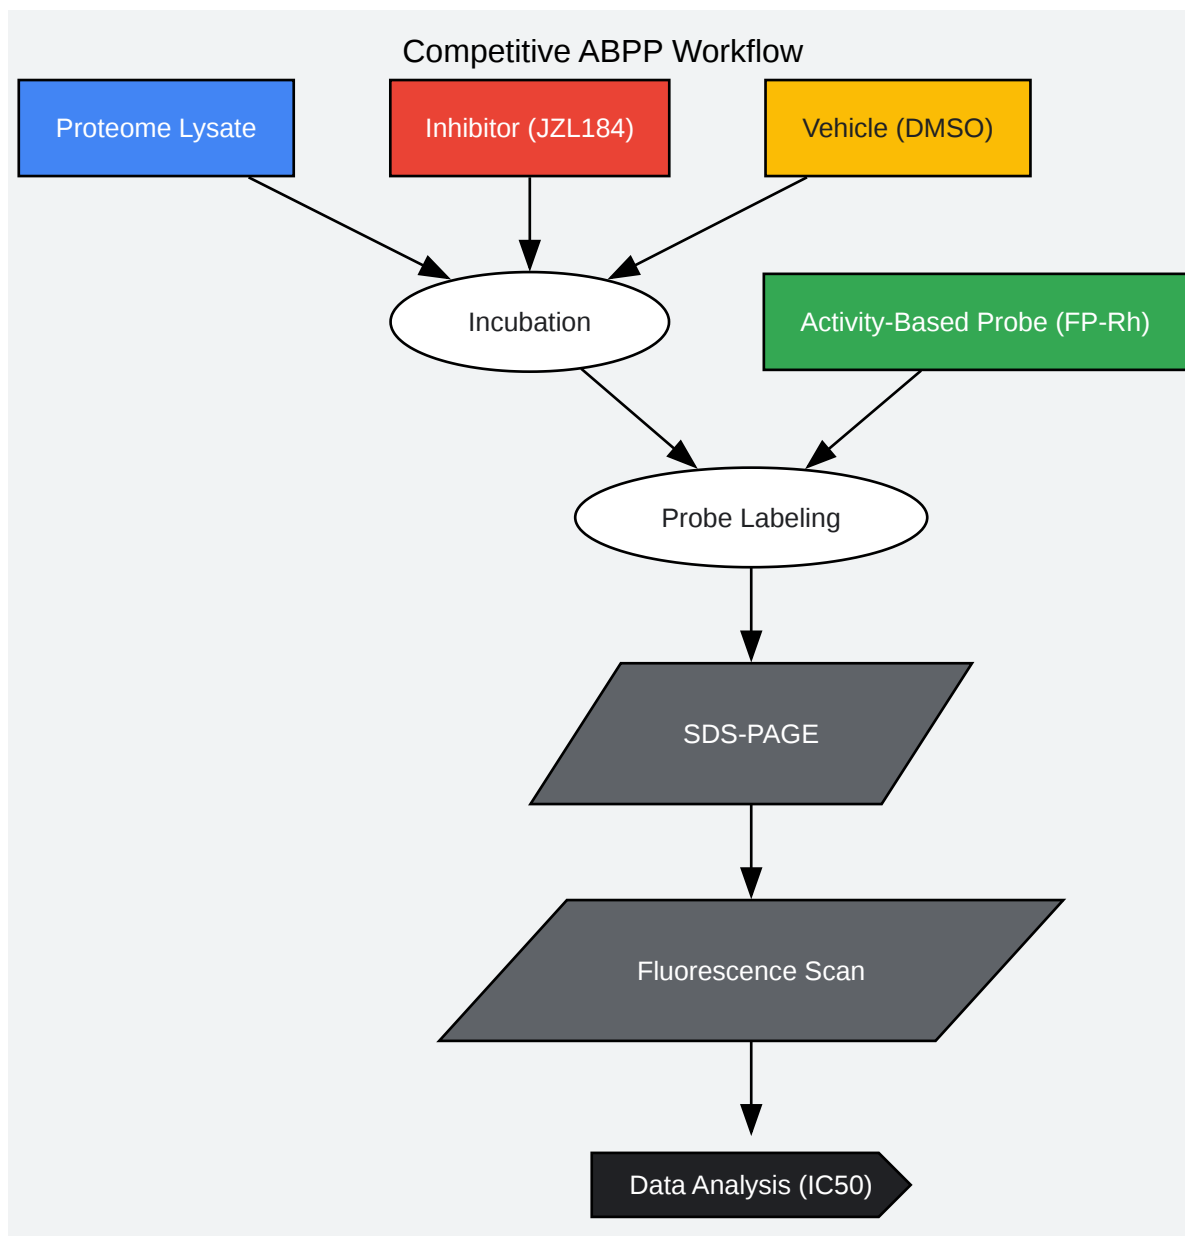 Competitive ABPP Workflow
Proteome Lysate
Inhibitor (JZL184)
Vehicle (DMSO)
Incubation
Activity-Based Probe (FP-Rh)
Probe Labeling
SDS-PAGE
Fluorescence Scan
Data Analysis (IC50)